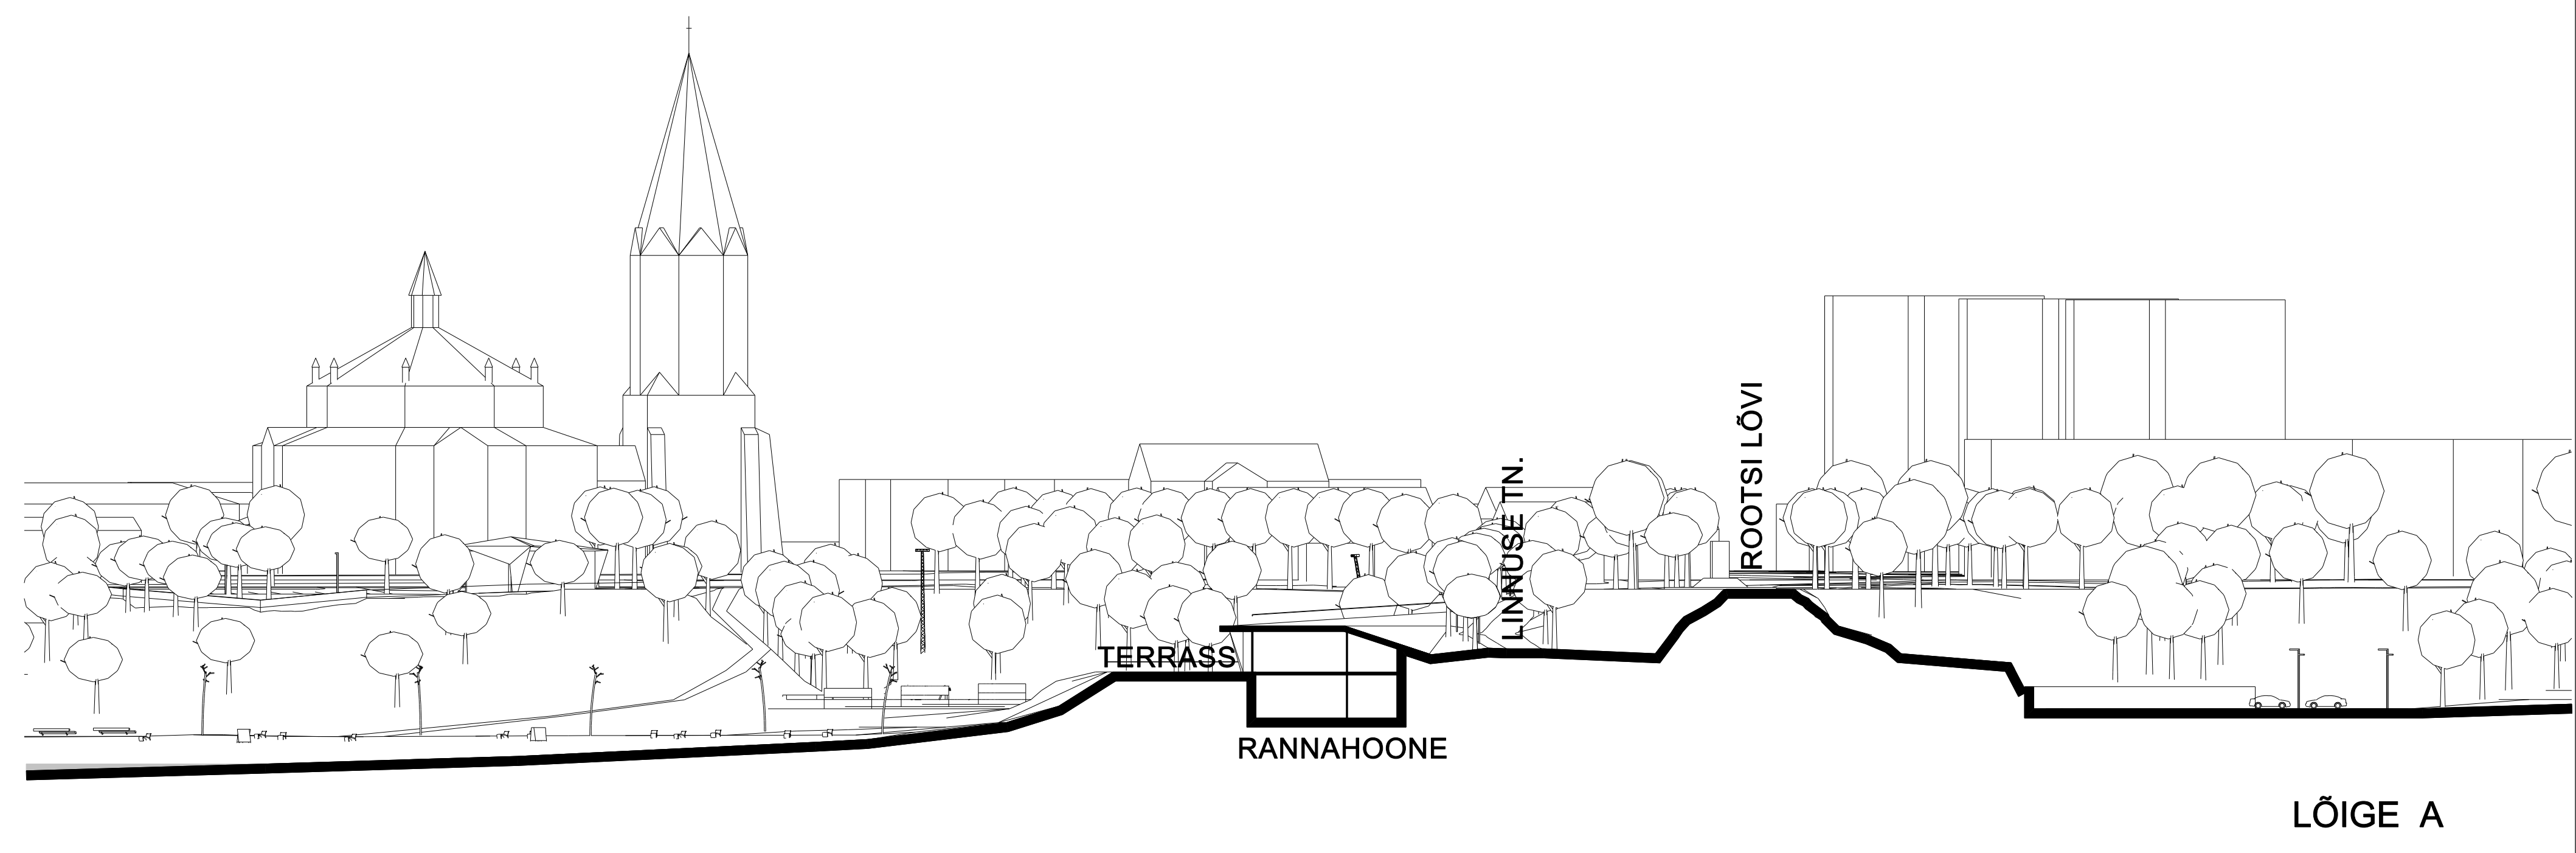 TERRASS
RANNAHOONE
LINNUSE TN.
ROOTSI LÕVI
LÕIGE A